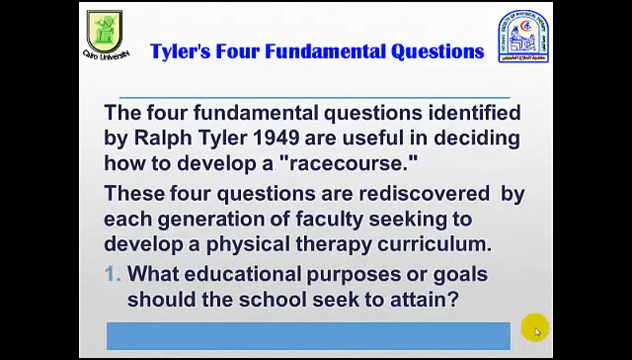 Tyler's Four Fundamental Questions
Cairo University
The four fundamental questions identified
by Ralph Tyler 1949 are useful in deciding
how to develop a "racecourse."
These four questions are rediscovered by
each generation of faculty seeking to
develop a physical therapy curriculum.
1. What educational purposes or goals
should the school seek to attain?